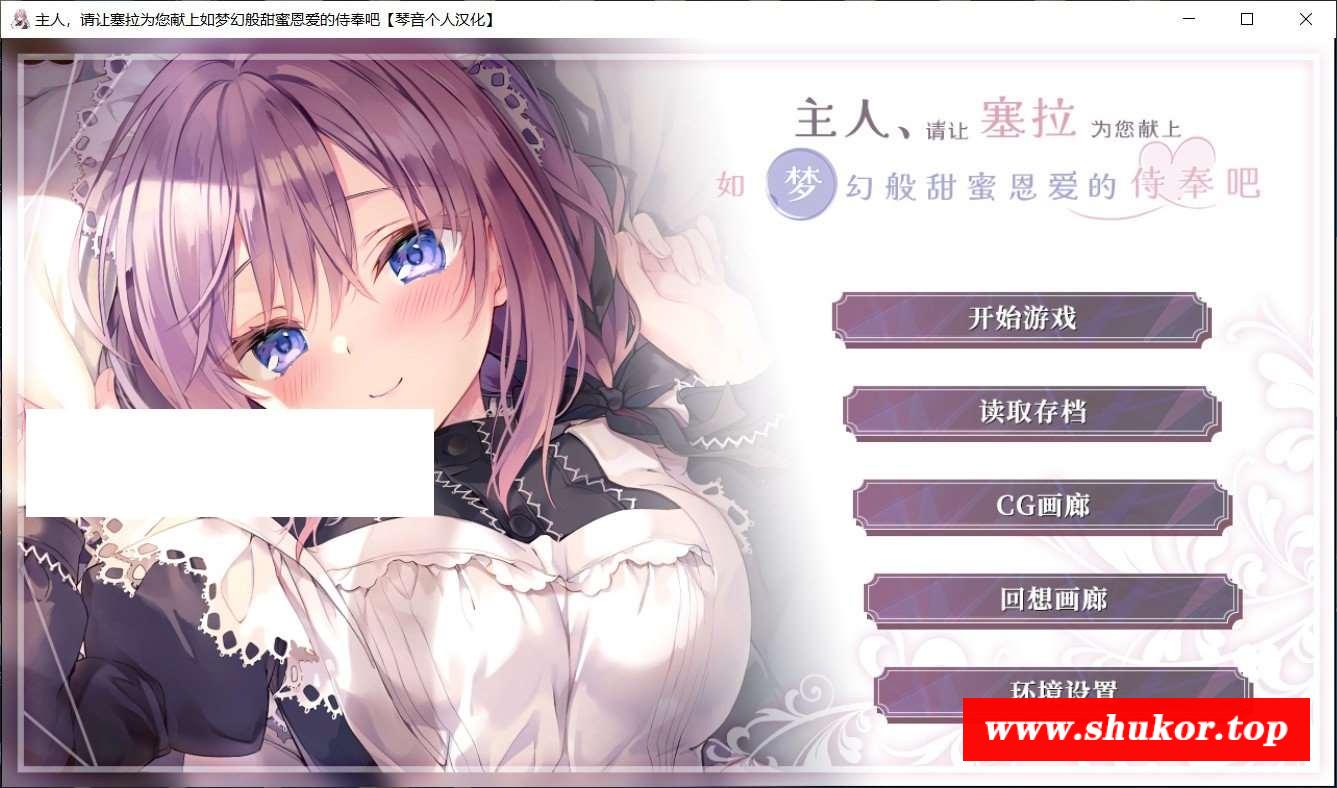 主人，请让塞拉为您献上如梦幻般甜蜜恩爱的侍奉吧【琴音个人汉化】
主人、请让 塞拉 为您献上
如梦幻般甜蜜恩爱的侍奉吧
开始游戏
读取存档
CG画廊
回想画廊
环境设置
www.shukor.top